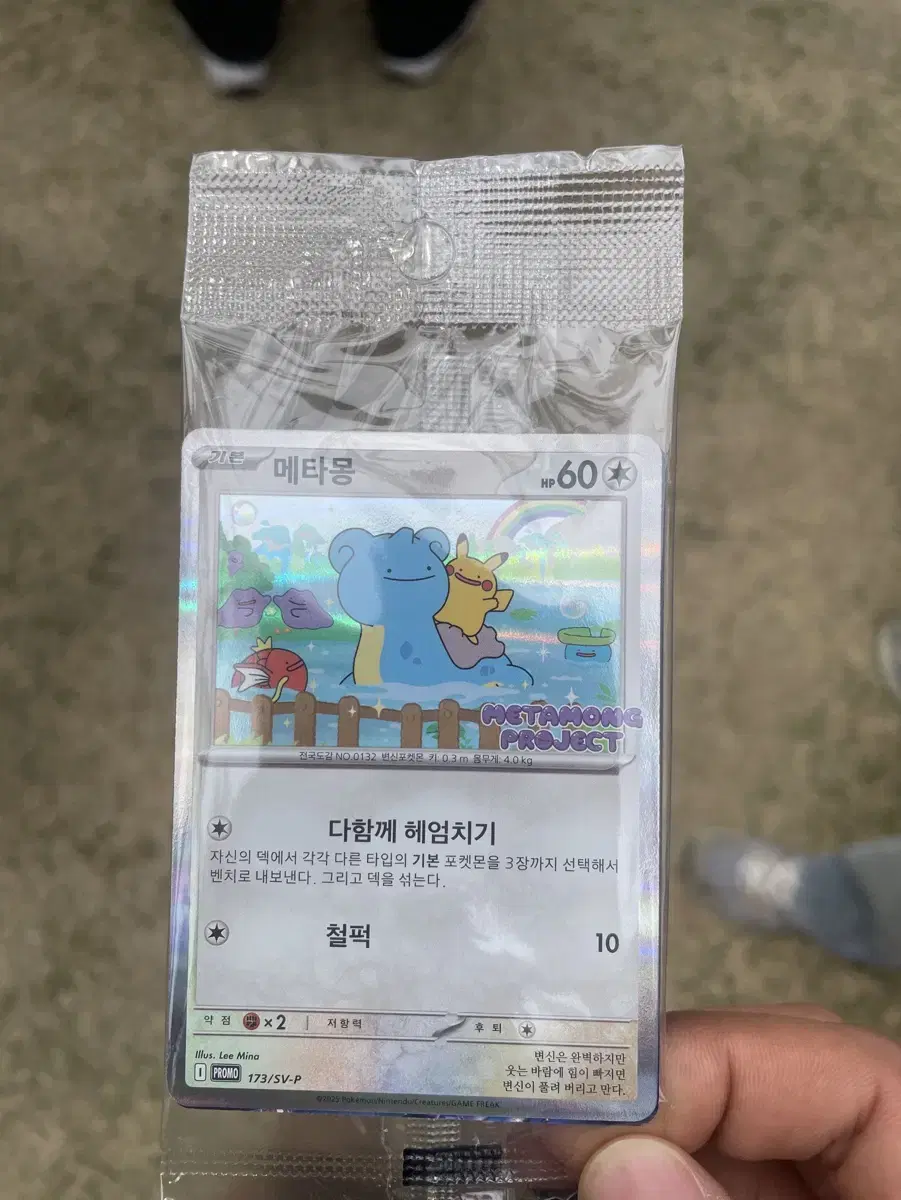 기본 메타몽 HP 60
METAMONG
PROJECT
전국도감 NO.0132 변신포켓몬 키: 0.3 m 몸무게: 4.0 kg
다함께 헤엄치기
자신의 덱에서 각각 다른 타입의 기본 포켓몬을 3장까지 선택해서
벤치로 내보낸다. 그리고 덱을 섞는다.
철퍽 10
약점 ×2 저항력 후퇴
Illus. Lee Mina
I PROMO 173/SV-P
변신은 완벽하지만
웃는 바람에 힘이 빠지면
변신이 풀려 버리고 만다.
©2025 Pokémon/Nintendo/Creatures/GAME FREAK